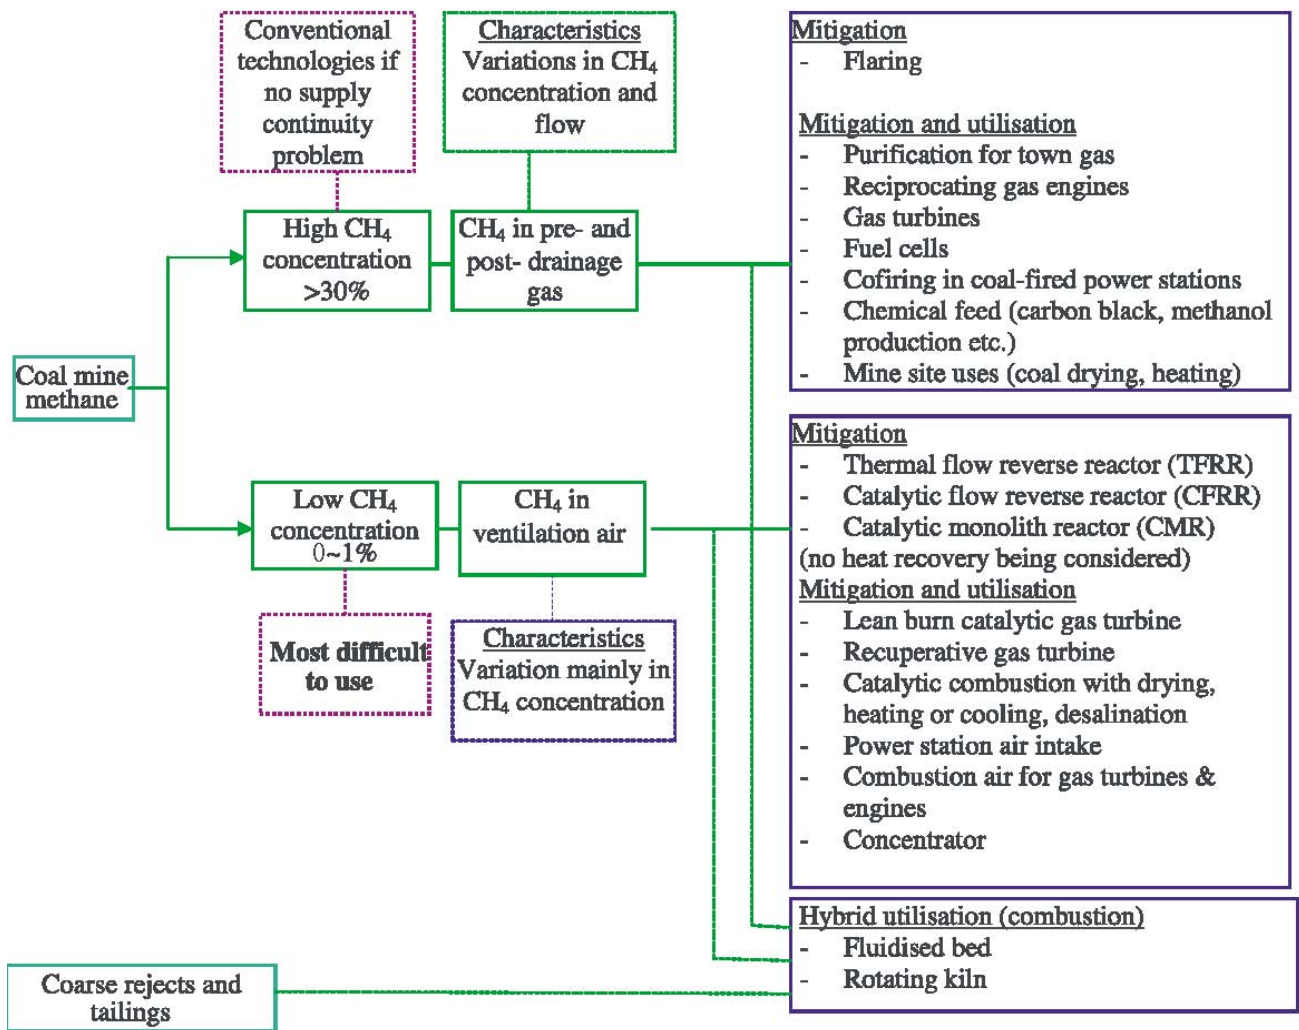 Conventional
technologies if
no supply
continuity
problem
Characteristics
Variations in CH₄
concentration and
flow
High CH₄
concentration
>30%
CH₄ in pre- and
post- drainage
gas
Mitigation
- Flaring
Mitigation and utilisation
- Purification for town gas
- Reciprocating gas engines
- Gas turbines
- Fuel cells
- Cofiring in coal-fired power stations
- Chemical feed (carbon black, methanol
production etc.)
- Mine site uses (coal drying, heating)
Coal mine
methane
Low CH₄
concentration
0~1%
CH₄ in
ventilation air
Most difficult
to use
Characteristics
Variation mainly in
CH₄ concentration
Mitigation
- Thermal flow reverse reactor (TFRR)
- Catalytic flow reverse reactor (CFRR)
- Catalytic monolith reactor (CMR)
(no heat recovery being considered)
Mitigation and utilisation
- Lean burn catalytic gas turbine
- Recuperative gas turbine
- Catalytic combustion with drying,
heating or cooling, desalination
- Power station air intake
- Combustion air for gas turbines &
engines
- Concentrator
Hybrid utilisation (combustion)
- Fluidised bed
- Rotating kiln
Coarse rejects and
tailings